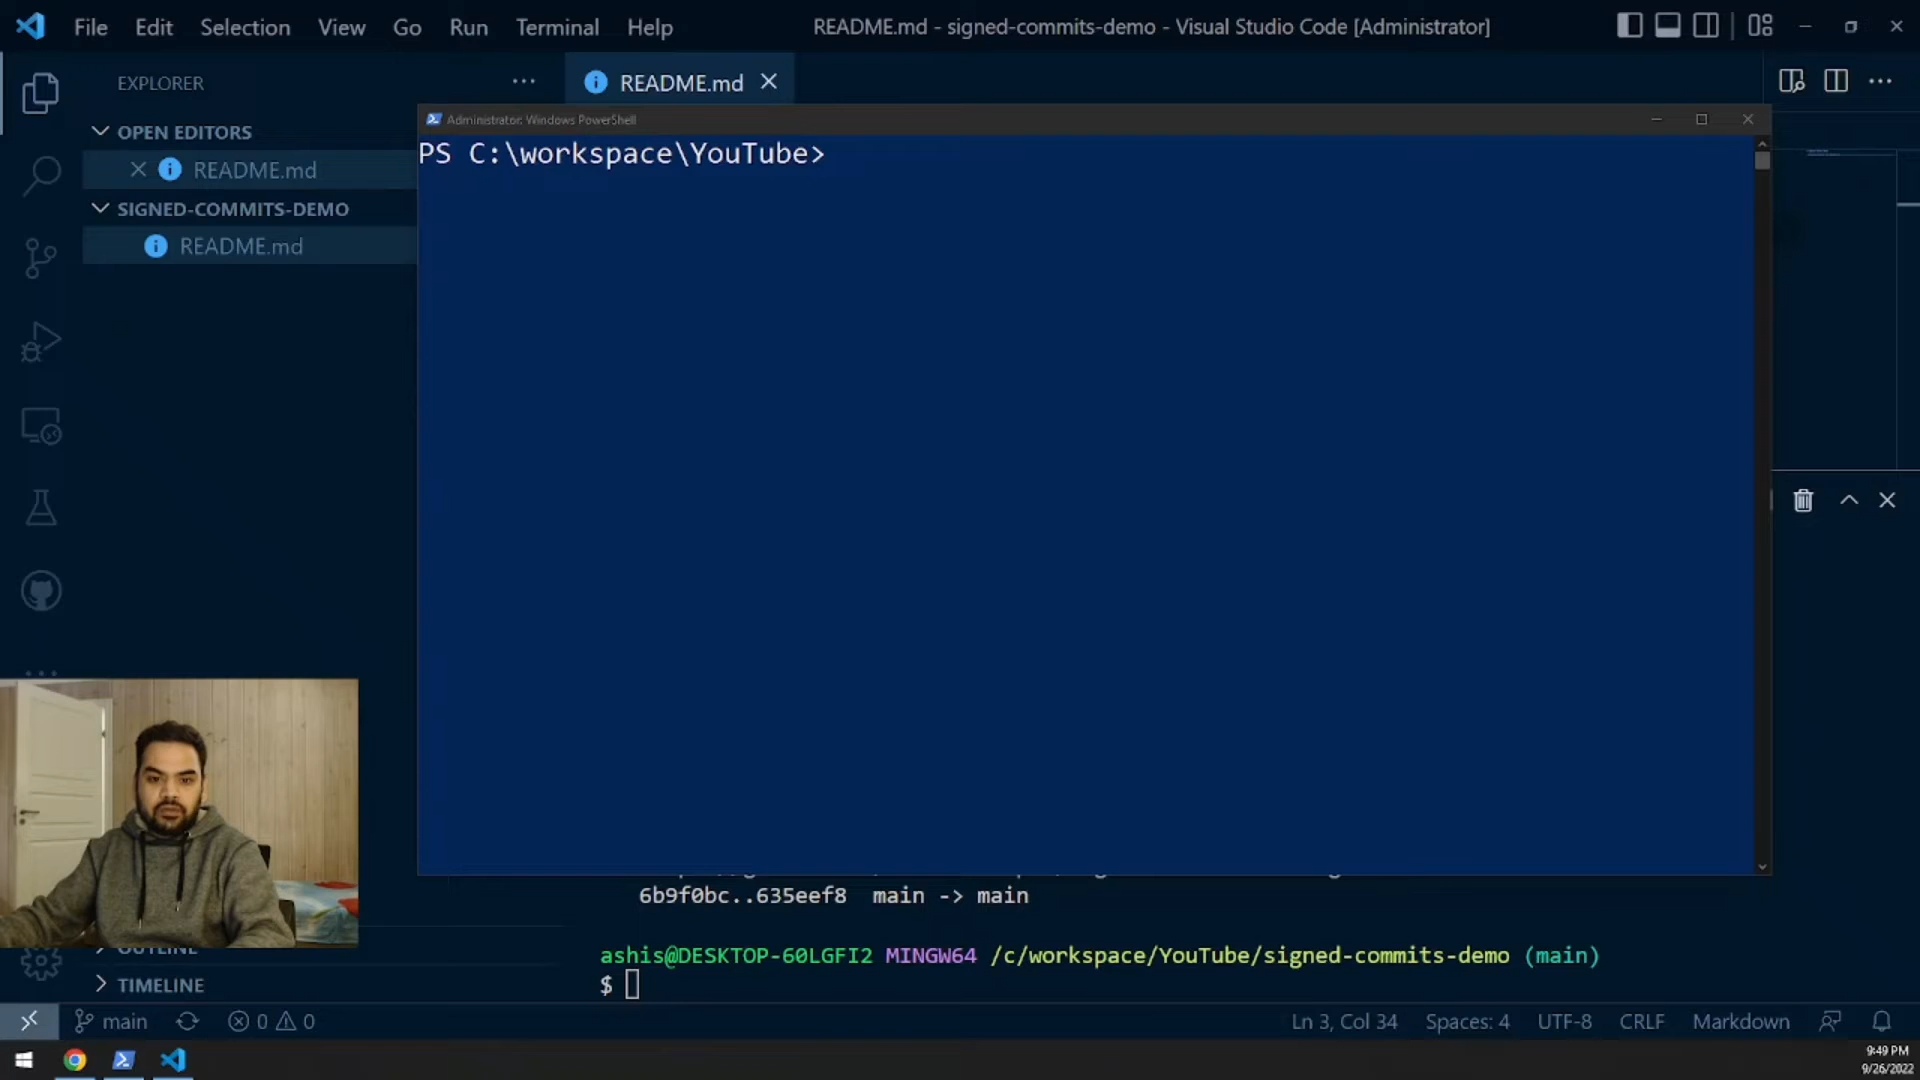 File Edit Selection View Go Run Terminal Help
README.md - signed-commits-demo - Visual Studio Code [Administrator]
EXPLORER
README.md
OPEN EDITORS
README.md
SIGNED-COMMITS-DEMO
README.md
Administrator: Windows PowerShell
PS C:\workspace\YouTube>
6b9f0bc..635eef8 main -> main
ashis@DESKTOP-60LGFI2 MINGW64 /c/workspace/YouTube/signed-commits-demo (main)
$
OUTLINE
TIMELINE
main 0 0
Ln 3, Col 34 Spaces: 4 UTF-8 CRLF Markdown
9:49 PM
9/26/2022